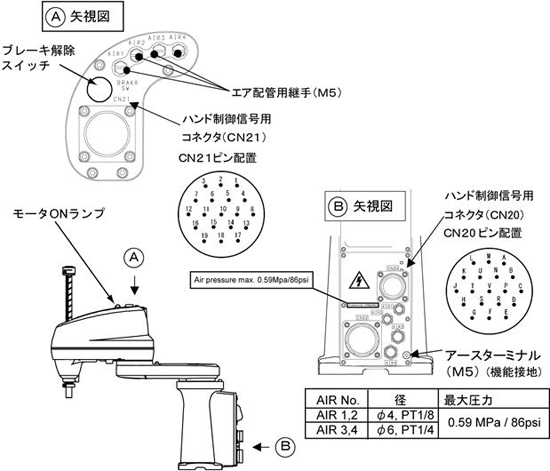 Ⓐ 矢視図
ブレーキ解除
スイッチ
AIR1 AIR2 AIR3 AIR4
BRAKE
SW
CN21
エア配管用継手(M5)
ハンド制御信号用
コネクタ(CN21)
CN21ピン配置
3 2 1
7 6 5 4
12 11 10 9 8
16 15 14 13
19 18 17
モータONランプ
Ⓐ
Ⓑ 矢視図
ハンド制御信号用
コネクタ(CN20)
CN20ピン配置
L M A
K U N B
J T V P C
H S R D
G F E
Air pressure max. 0.59Mpa/86psi
CN20
AIR1
アースターミナル
(M5) (機能接地)
Ⓑ
AIR No. 径 最大圧力
AIR 1,2 φ4, PT1/8 0.59 MPa / 86psi
AIR 3,4 φ6, PT1/4